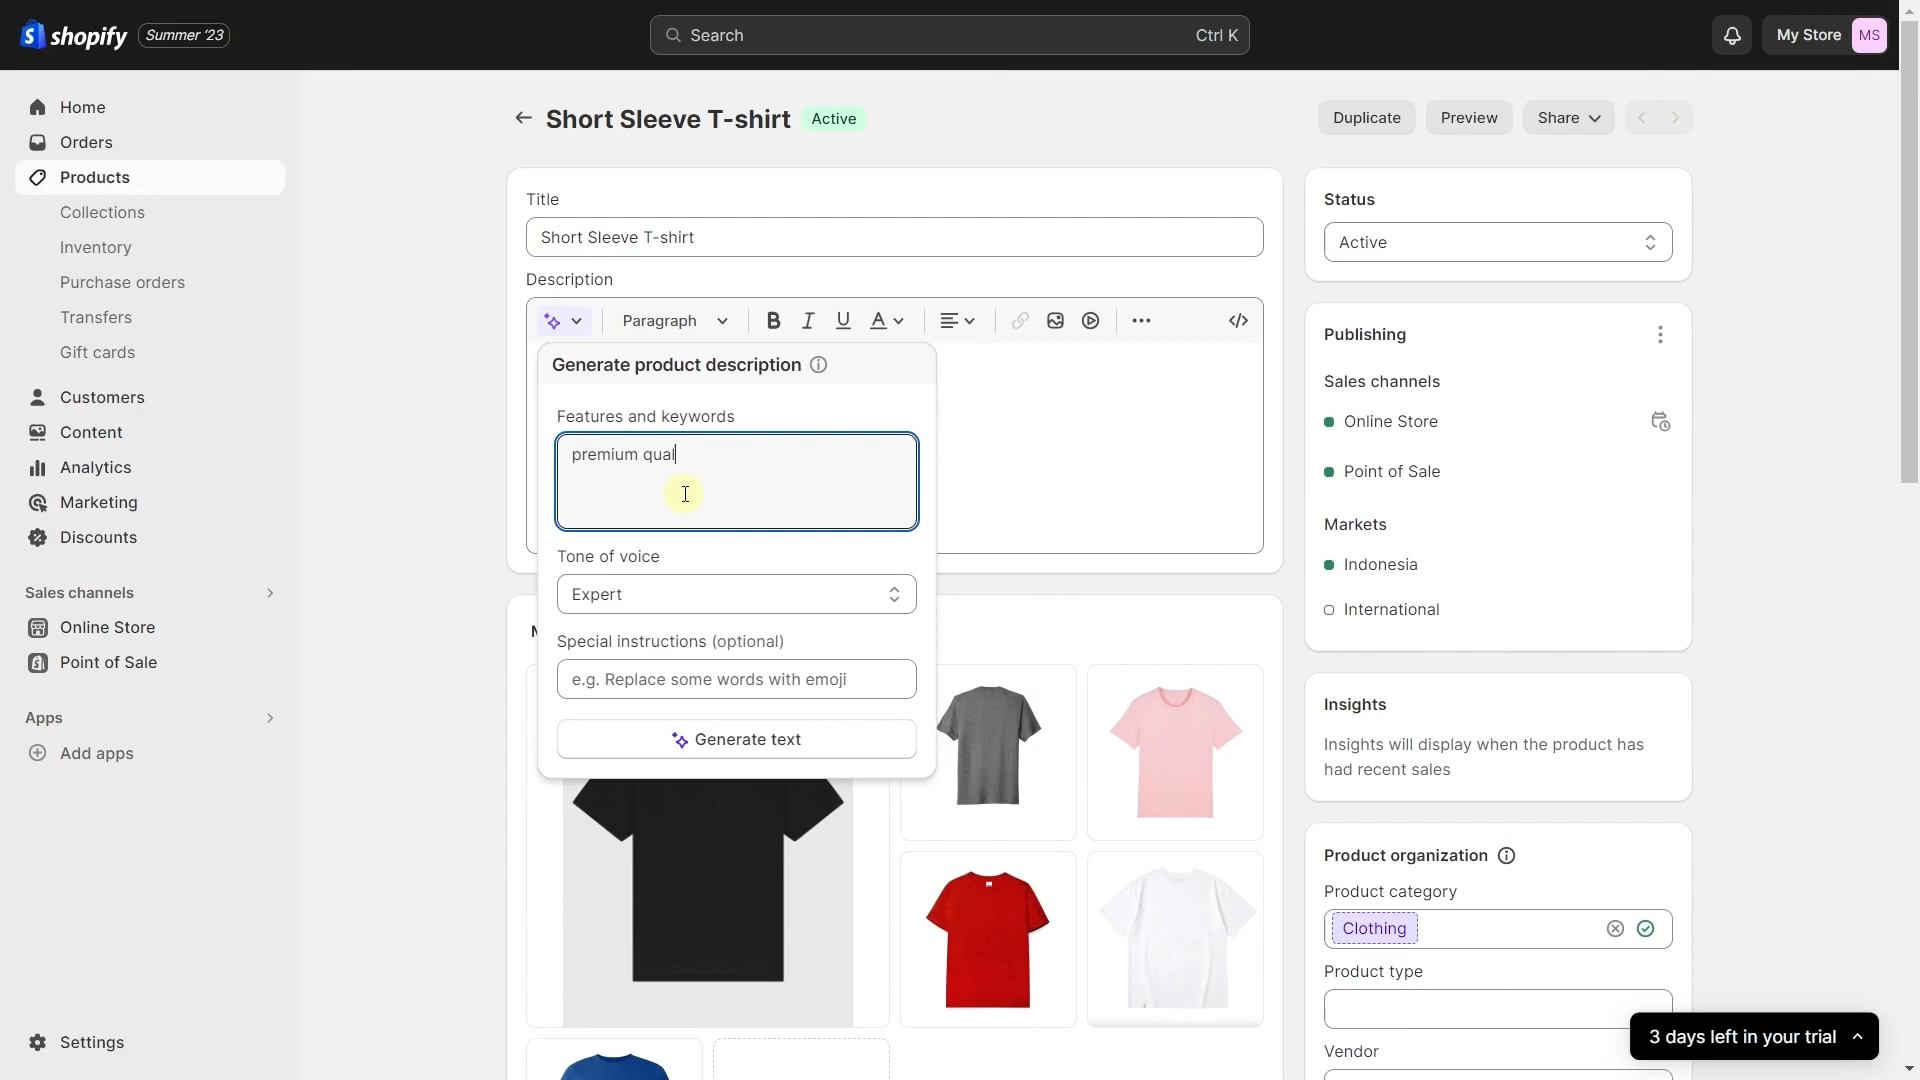 shopify Summer '23
Search Ctrl K
My Store MS
Home
Orders
Products
Collections
Inventory
Purchase orders
Transfers
Gift cards
Customers
Content
Analytics
Marketing
Discounts
Sales channels
Online Store
Point of Sale
Apps
Add apps
Settings
Short Sleeve T-shirt Active
Duplicate Preview Share
Title
Short Sleeve T-shirt
Description
Paragraph B I U A
Generate product description
Features and keywords
premium qual
Tone of voice
Expert
Special instructions (optional)
e.g. Replace some words with emoji
Generate text
Status
Active
Publishing
Sales channels
Online Store
Point of Sale
Markets
Indonesia
International
Insights
Insights will display when the product has
had recent sales
Product organization
Product category
Clothing
Product type
Vendor
3 days left in your trial